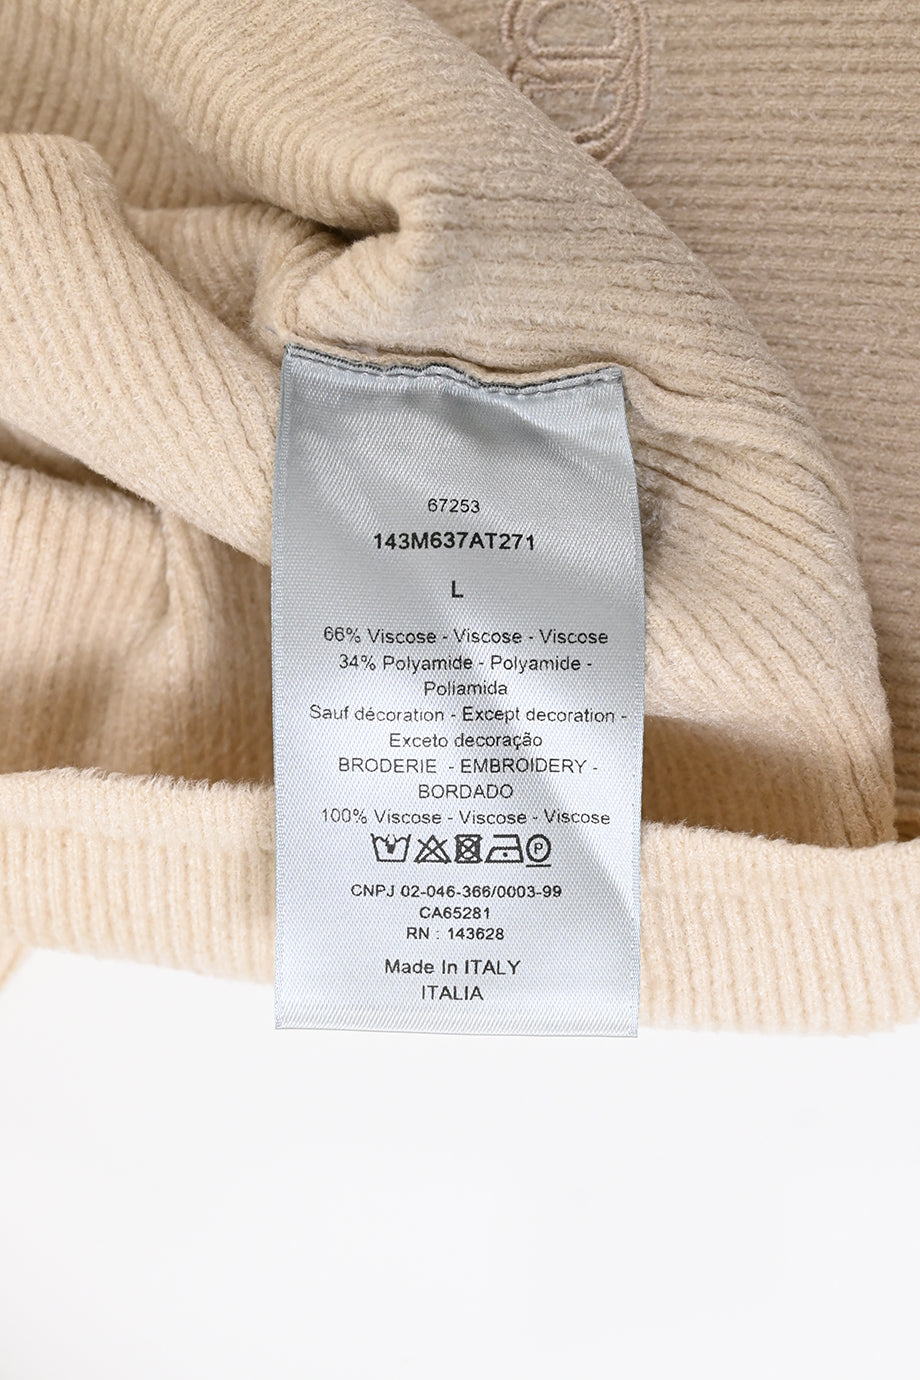 67253
143M637AT271
L
66% Viscose - Viscose - Viscose
34% Polyamide - Polyamide -
Poliamida
Sauf décoration - Except decoration -
Exceto decoração
BRODERIE - EMBROIDERY -
BORDADO
100% Viscose - Viscose - Viscose
P
CNPJ 02-046-366/0003-99
CA65281
RN : 143628
Made In ITALY
ITALIA